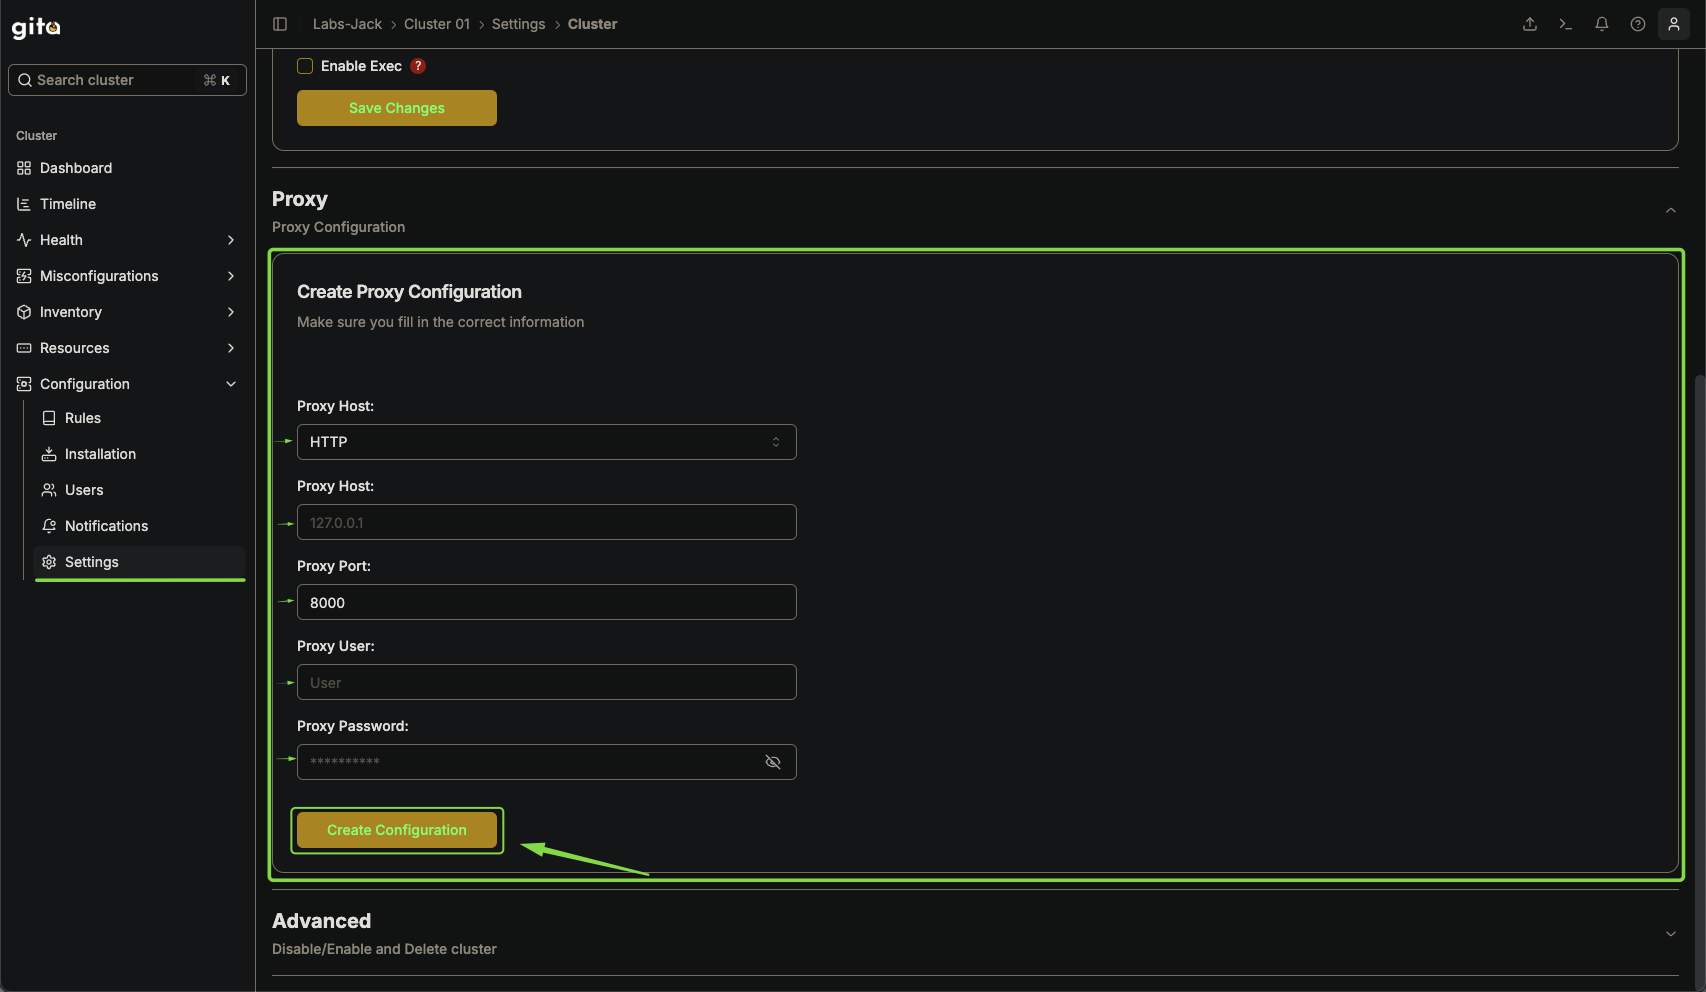 gita
Labs-Jack > Cluster 01 > Settings > Cluster
Search cluster ⌘ K
Cluster
Dashboard
Timeline
Health
Misconfigurations
Inventory
Resources
Configuration
Rules
Installation
Users
Notifications
Settings
Enable Exec ?
Save Changes
Proxy
Proxy Configuration
Create Proxy Configuration
Make sure you fill in the correct information
Proxy Host:
HTTP
Proxy Host:
127.0.0.1
Proxy Port:
8000
Proxy User:
User
Proxy Password:
**********
Create Configuration
Advanced
Disable/Enable and Delete cluster